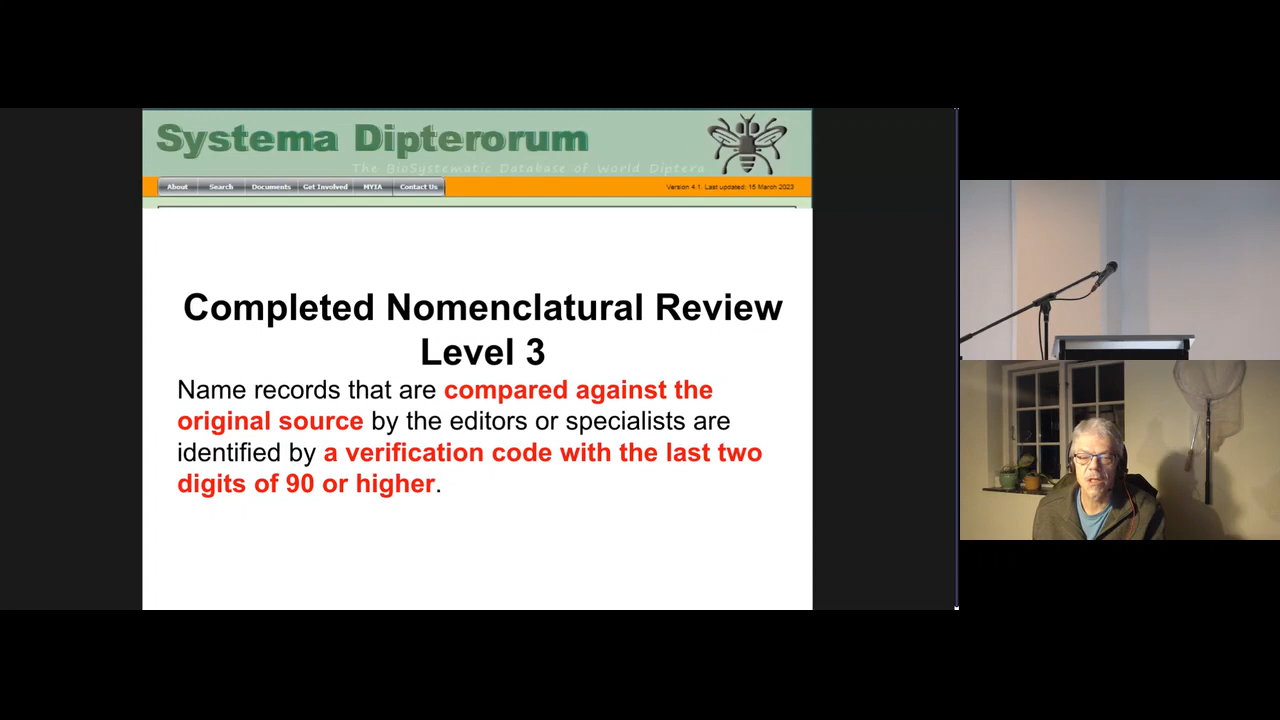 Systema Dipterorum
The BioSystematic Database of World Diptera
About Search Documents Get Involved MYIA Contact Us
Version 4.1. Last updated: 15 March 2023
Completed Nomenclatural Review
Level 3
Name records that are compared against the
original source by the editors or specialists are
identified by a verification code with the last two
digits of 90 or higher.